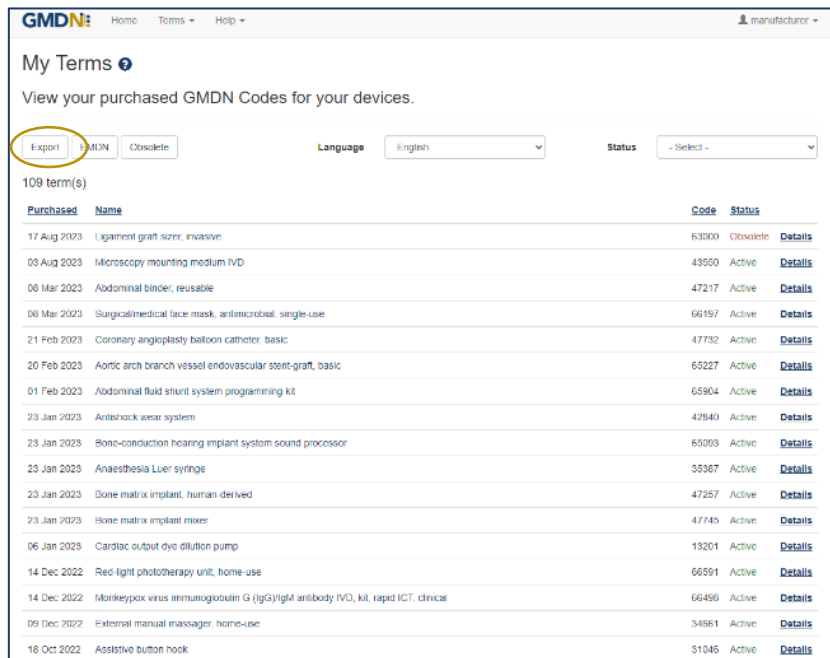 GMDN Home Terms Help manufacturer
My Terms ?
View your purchased GMDN Codes for your devices.
Export EMDN Obsolete Language English Status - Select -
109 term(s)
Purchased Name Code Status
17 Aug 2023 Ligament graft sizer, invasive 63000 Obsolete Details
03 Aug 2023 Microscopy mounting medium IVD 43550 Active Details
08 Mar 2023 Abdominal binder, reusable 47217 Active Details
08 Mar 2023 Surgical/medical face mask, antimicrobial, single-use 66197 Active Details
21 Feb 2023 Coronary angioplasty balloon catheter, basic 47732 Active Details
20 Feb 2023 Aortic arch branch vessel endovascular stent-graft, basic 65227 Active Details
01 Feb 2023 Abdominal fluid shunt system programming kit 65904 Active Details
23 Jan 2023 Antishock wear system 42840 Active Details
23 Jan 2023 Bone-conduction hearing implant system sound processor 65093 Active Details
23 Jan 2023 Anaesthesia Luer syringe 35387 Active Details
23 Jan 2023 Bone matrix implant, human-derived 47257 Active Details
23 Jan 2023 Bone matrix implant mixer 47745 Active Details
06 Jan 2023 Cardiac output dye dilution pump 13201 Active Details
14 Dec 2022 Red-light phototherapy unit, home-use 66591 Active Details
14 Dec 2022 Monkeypox virus immunoglobulin G (IgG)/IgM antibody IVD, kit, rapid ICT, clinical 66498 Active Details
09 Dec 2022 External manual massager, home-use 34661 Active Details
18 Oct 2022 Assistive button hook 31046 Active Details